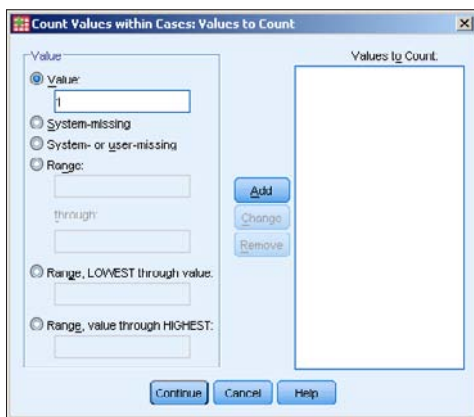 Count Values within Cases: Values to Count
Value
Value:
1
System-missing
System- or user-missing
Range:
through:
Range, LOWEST through value:
Range, value through HIGHEST:
Values to Count:
Add
Change
Remove
Continue
Cancel
Help